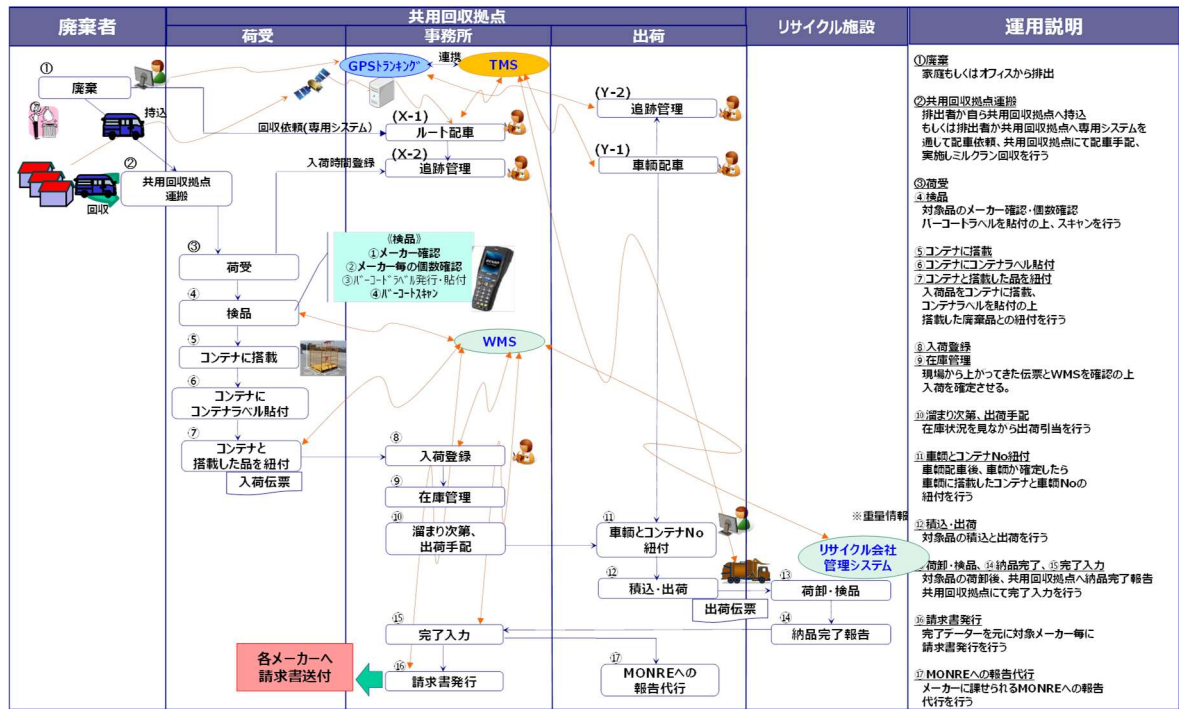 廃棄者
共用回収拠点
荷受
事務所
出荷
リサイクル施設
運用説明
GPSトランキング
連携
TMS
①
廃棄
持込
回収依頼(専用システム)
(X-1)
ルート配車
(X-2)
追跡管理
入荷時間登録
(Y-2)
追跡管理
(Y-1)
車輌配車
②
共用回収拠点
運搬
回収
③
荷受
④
検品
《検品》
①メーカー確認
②メーカー毎の個数確認
③バーコードラベル発行・貼付
④バーコートスキャン
WMS
⑤
コンテナに搭載
⑥
コンテナに
コンテナラベル貼付
⑦
コンテナと
搭載した品を紐付
入荷伝票
⑧
入荷登録
⑨
在庫管理
⑩
溜まり次第、
出荷手配
⑪
車輌とコンテナNo
紐付
※重量情報
リサイクル会社
管理システム
⑫
積込・出荷
出荷伝票
⑬
荷卸・検品
⑭
納品完了報告
⑮
完了入力
⑯
請求書発行
各メーカーへ
請求書送付
⑰
MONREへの
報告代行
①廃棄
家庭もしくはオフィスから排出
②共用回収拠点運搬
排出者か自ら共用回収拠点へ持込
もしくは排出者か共用回収拠点へ専用システムを
通して配車依頼、共用回収拠点にて配車手配、
実施しミルクラン回収を行う
③荷受
④検品
対象品のメーカー確認・個数確認
バーコートラベルを貼付の上、スキャンを行う
⑤コンテナに搭載
⑥コンテナにコンテナラベル貼付
⑦コンテナと搭載した品を紐付
入荷品をコンテナに搭載、
コンテナラベルを貼付の上
搭載した廃棄品との紐付を行う
⑧入荷登録
⑨在庫管理
現場から上かってきた伝票とWMSを確認の上
入荷を確定させる。
⑩溜まり次第、出荷手配
在庫状況を見なから出荷引当を行う
⑪車輌とコンテナNo紐付
車輌配車後、車輌か確定したら
車輌に搭載したコンテナと車輌Noの
紐付を行う
⑫積込・出荷
対象品の積込と出荷を行う
荷卸・検品、⑭納品完了、⑮完了入力
対象品の荷卸後、共用回収拠点へ納品完了報告
共用回収拠点にて完了入力を行う
⑯請求書発行
完了データーを元に対象メーカー毎に
請求書発行を行う
⑰MONREへの報告代行
メーカーに課せられるMONREへの報告
代行を行う